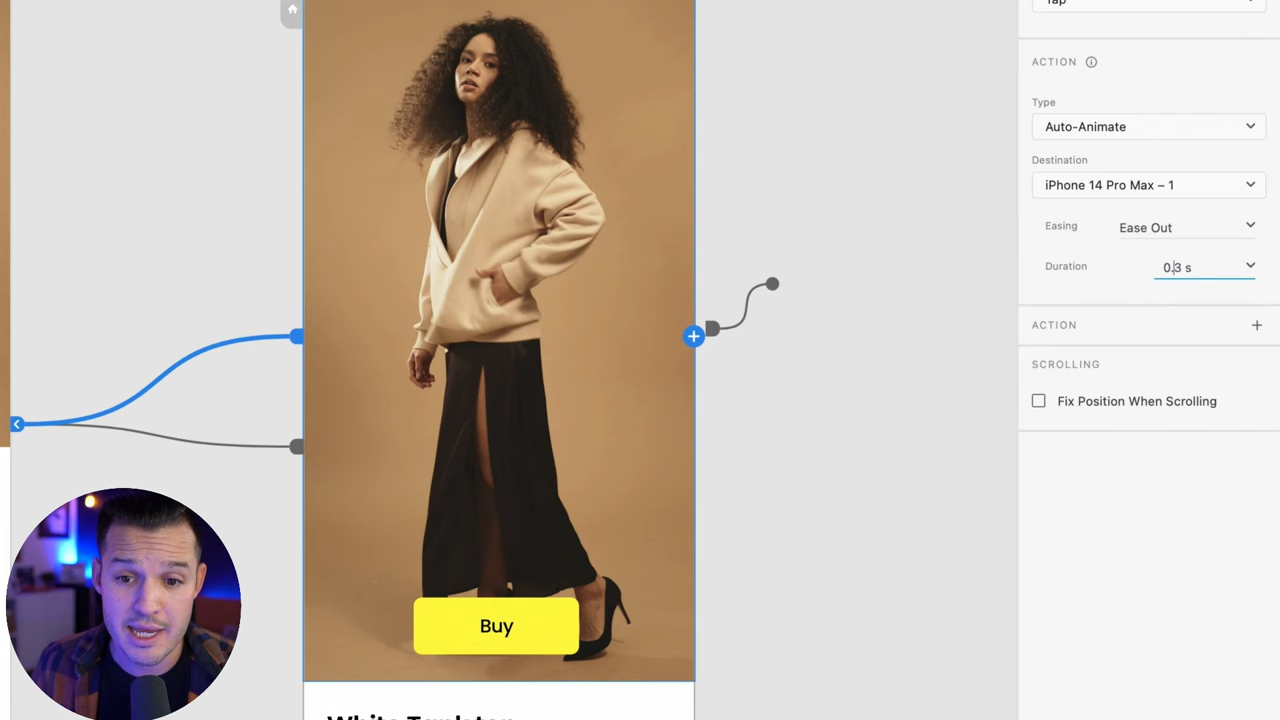 Tap
ACTION
Type
Auto-Animate
Destination
iPhone 14 Pro Max – 1
Easing
Ease Out
Duration
0.3 s
ACTION
SCROLLING
Fix Position When Scrolling
Buy